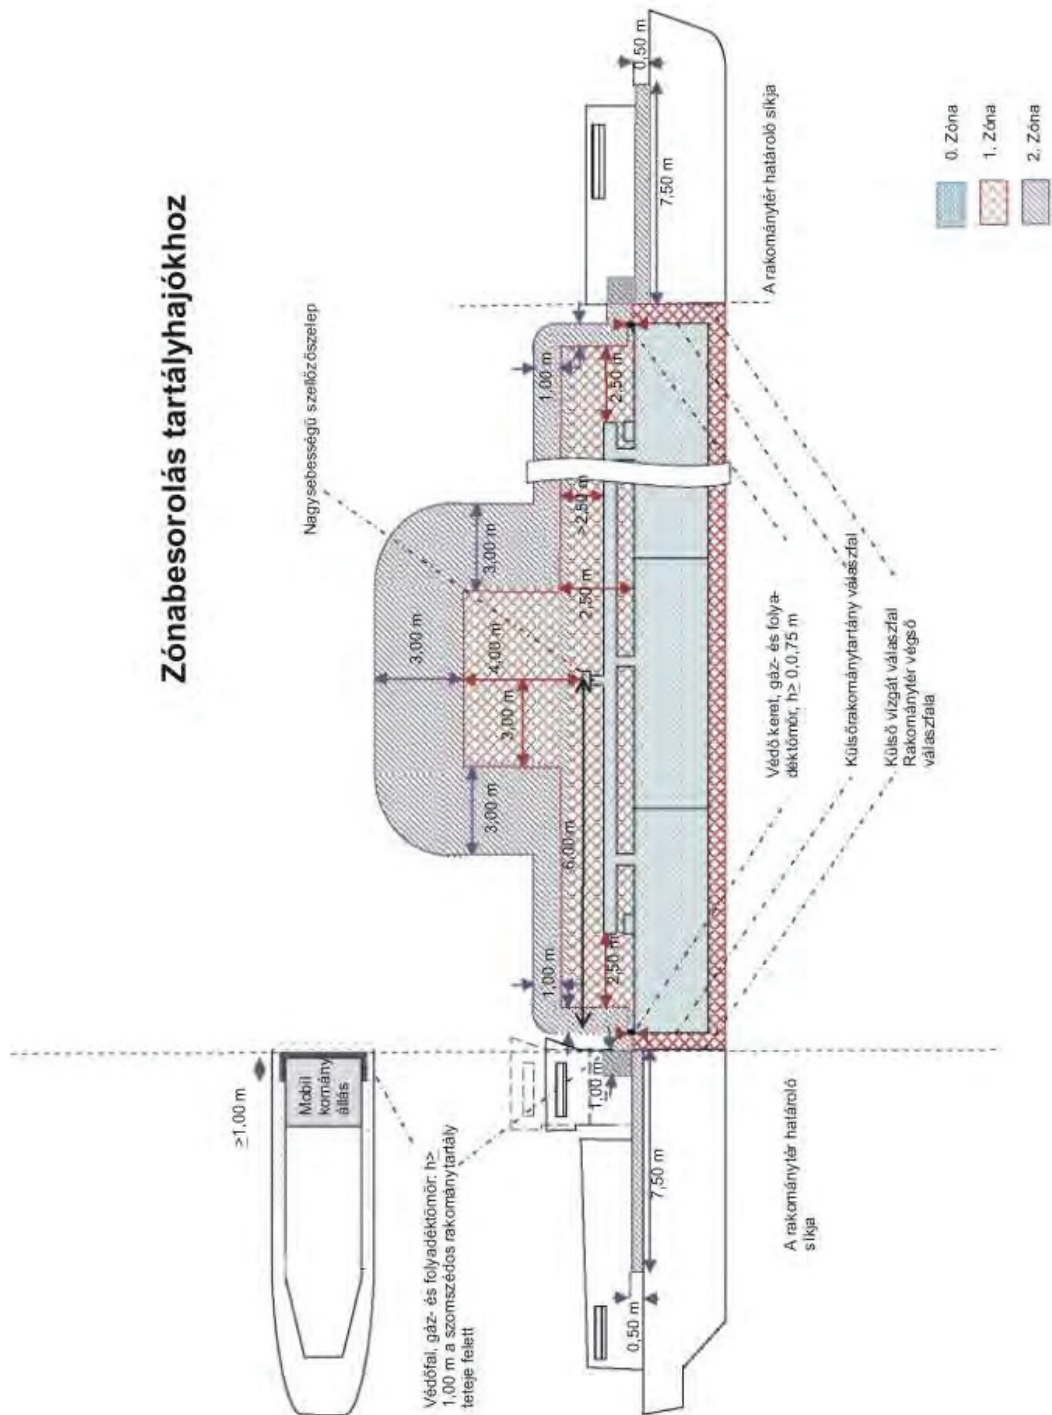 Zónabesorolás tartályhajókhoz
≥1,00 m
Mobil
kormány
állás
Védőfal, gáz- és folyadéktömör: h≥
1,00 m a szomszédos rakománytartály
teteje felett
Nagysebességű szellőzőszelep
3,00 m
4,00 m
3,00 m
3,00 m
3,00 m
1,00 m
1,00 m
6,00 m
2,50 m
≥2,50 m
2,50 m
2,50 m
1,00 m
0,50 m
7,50 m
0,50 m
7,50 m
A rakománytér határoló
síkja
A rakománytér határoló síkja
Védő keret, gáz- és folya-
déktömör, h≥ 0,0,75 m
Külsőrakománytartány válaszfal
Külső vízgát válaszfal
Rakománytér végső
válaszfala
0. Zóna
1. Zóna
2. Zóna